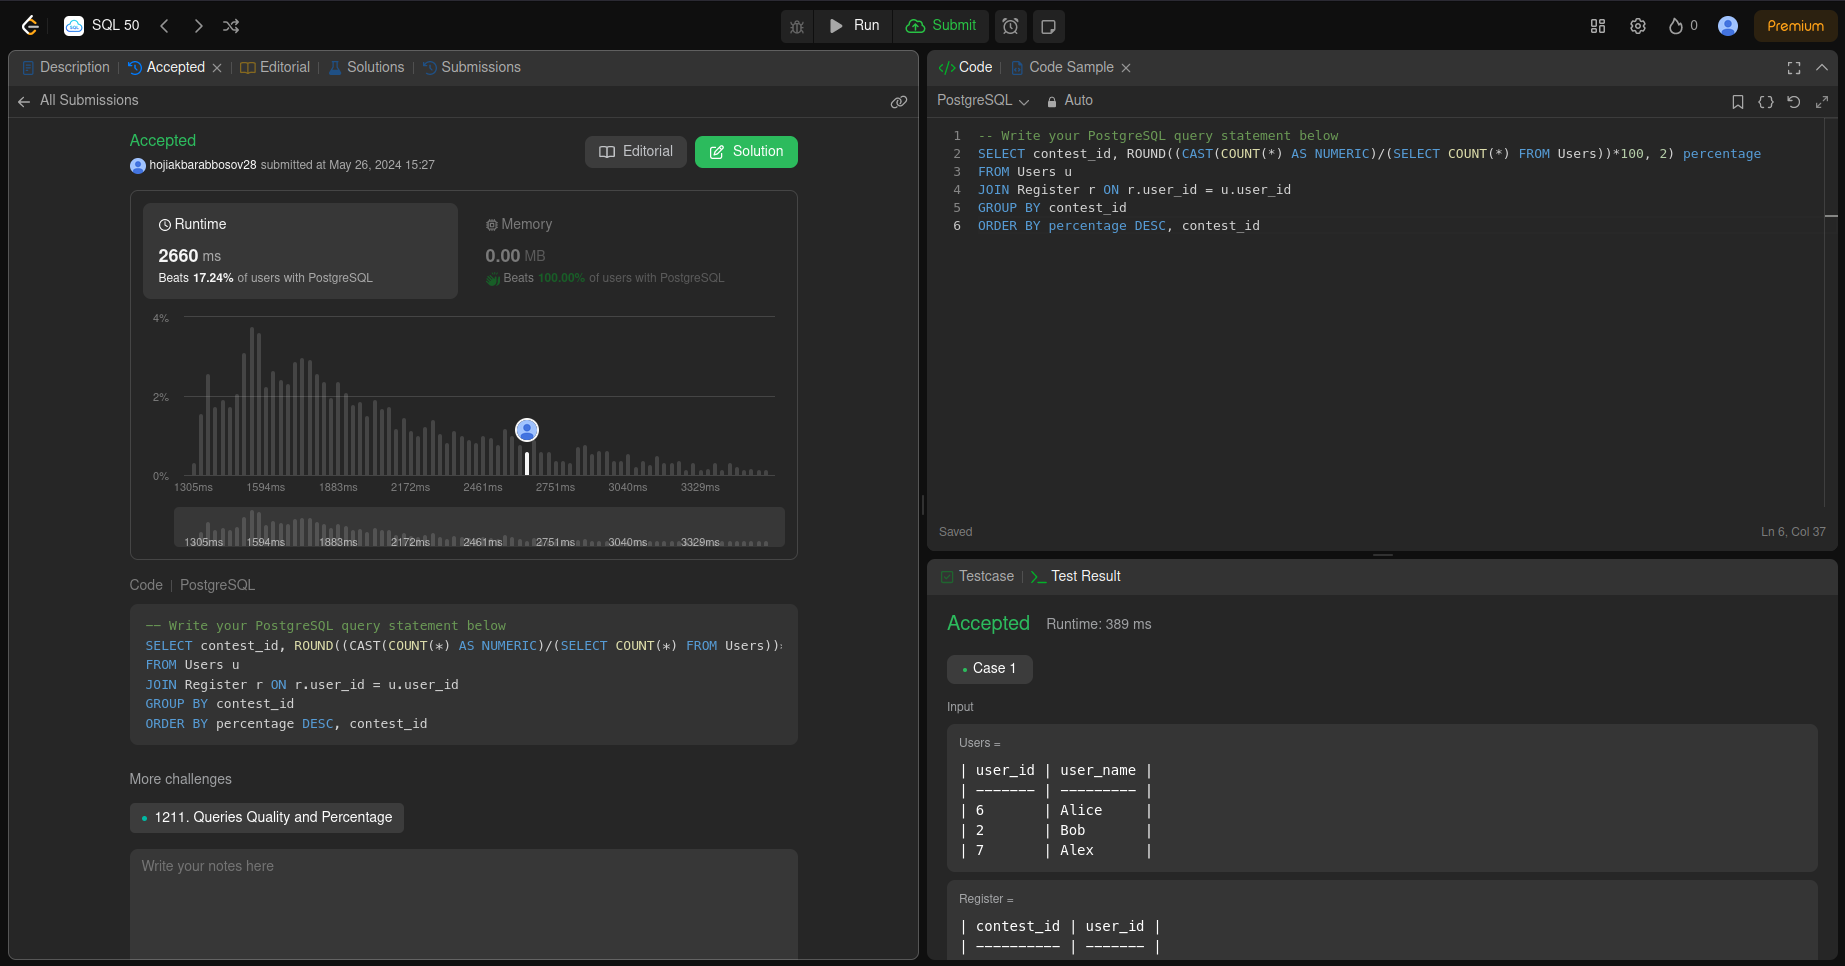 SQL 50
Run
Submit
0
Premium
Description
Accepted
Editorial
Solutions
Submissions
All Submissions
Accepted
hojiakbarabbosov28 submitted at May 26, 2024 15:27
Editorial
Solution
Runtime
2660 ms
Beats 17.24% of users with PostgreSQL
Memory
0.00 MB
Beats 100.00% of users with PostgreSQL
4%
2%
0%
1305ms 1594ms 1883ms 2172ms 2461ms 2751ms 3040ms 3329ms
1305ms 1594ms 1883ms 2172ms 2461ms 2751ms 3040ms 3329ms
Code | PostgreSQL
-- Write your PostgreSQL query statement below
SELECT contest_id, ROUND((CAST(COUNT(*) AS NUMERIC)/(SELECT COUNT(*) FROM Users))
FROM Users u
JOIN Register r ON r.user_id = u.user_id
GROUP BY contest_id
ORDER BY percentage DESC, contest_id
More challenges
1211. Queries Quality and Percentage
Write your notes here
</> Code
Code Sample
PostgreSQL
Auto
1 -- Write your PostgreSQL query statement below
2 SELECT contest_id, ROUND((CAST(COUNT(*) AS NUMERIC)/(SELECT COUNT(*) FROM Users))*100, 2) percentage
3 FROM Users u
4 JOIN Register r ON r.user_id = u.user_id
5 GROUP BY contest_id
6 ORDER BY percentage DESC, contest_id
Saved
Ln 6, Col 37
Testcase
>_ Test Result
Accepted Runtime: 389 ms
• Case 1
Input
Users =
| user_id | user_name |
| ------- | --------- |
| 6 | Alice |
| 2 | Bob |
| 7 | Alex |
Register =
| contest_id | user_id |
| ---------- | ------- |